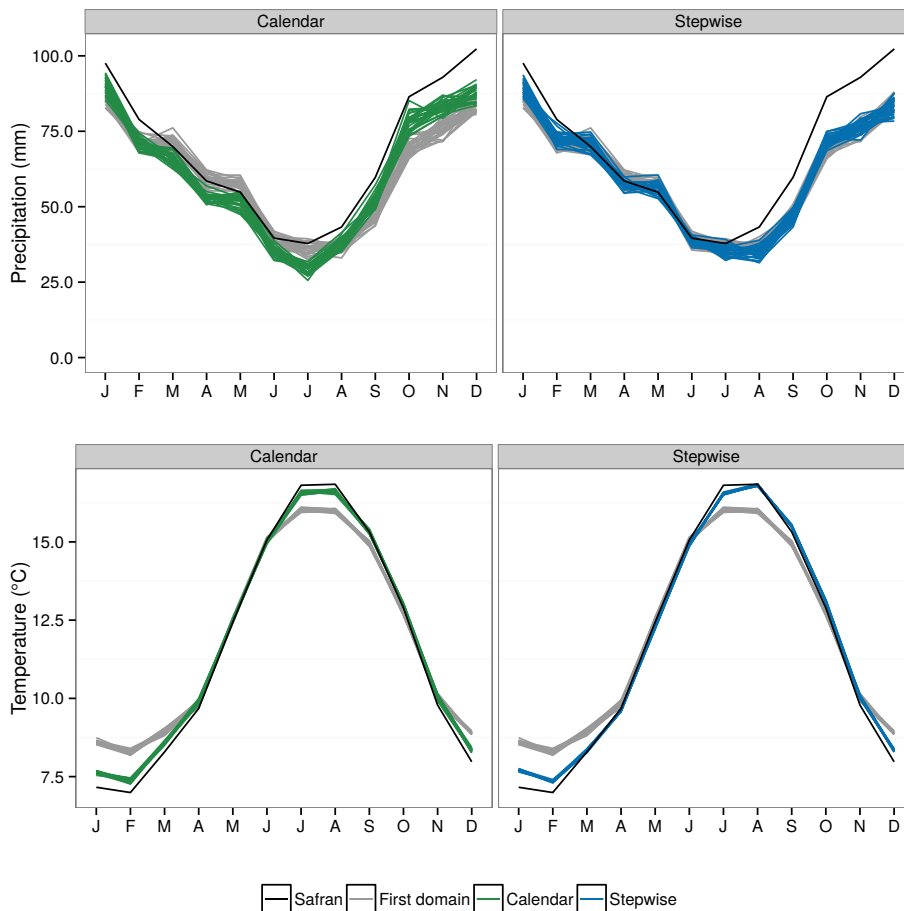 Calendar
Stepwise
Precipitation (mm)
100.0
75.0
50.0
25.0
0.0
J F M A M J J A S O N D
J F M A M J J A S O N D
Calendar
Stepwise
Temperature (°C)
15.0
12.5
10.0
7.5
J F M A M J J A S O N D
J F M A M J J A S O N D
Safran First domain Calendar Stepwise